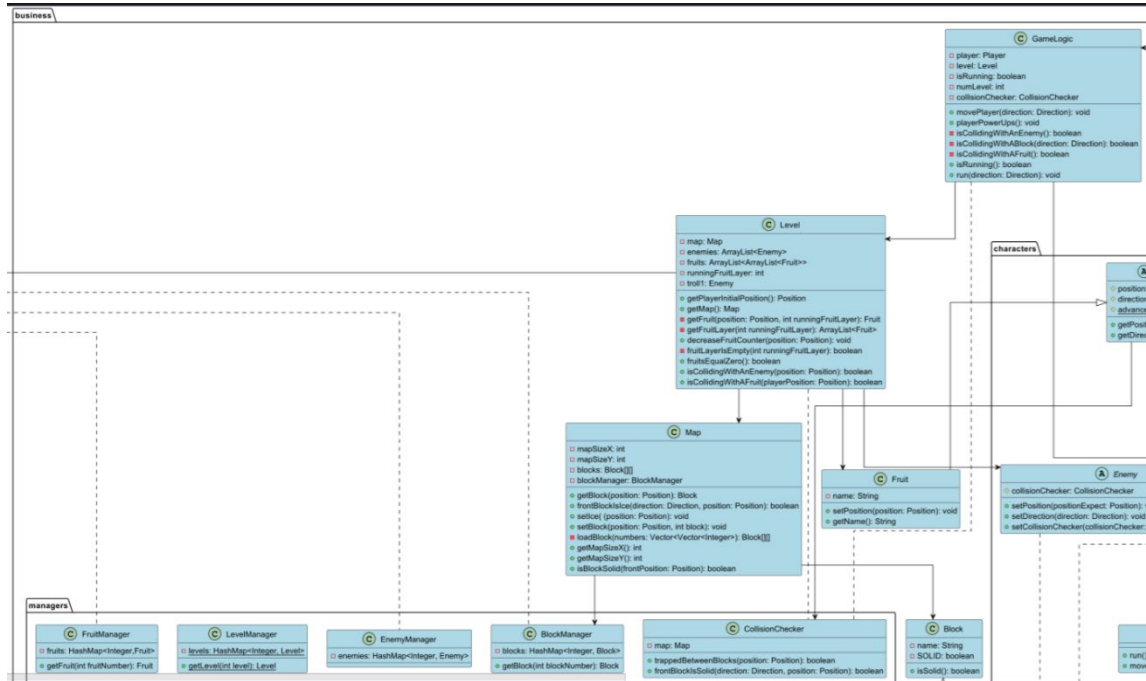 business
C GameLogic
player: Player
level: Level
isRunning: boolean
numLevel: int
collisionChecker: CollisionChecker
movePlayer(direction: Direction): void
playerPowerUps(): void
isCollidingWithAnEnemy(): boolean
isCollidingWithABlock(direction: Direction): boolean
isCollidingWithAFruit(): boolean
isRunning(): boolean
run(direction: Direction): void
C Level
map: Map
enemies: ArrayList<Enemy>
fruits: ArrayList<ArrayList<Fruit>>
runningFruitLayer: int
troll1: Enemy
getPlayerInitialPosition(): Position
getMap(): Map
getFruit(position: Position, int runningFruitLayer): Fruit
getFruitLayer(int runningFruitLayer): ArrayList<Fruit>
decreaseFruitCounter(position: Position): void
fruitLayerIsEmpty(int runningFruitLayer): boolean
fruitsEqualZero(): boolean
isCollidingWithAnEnemy(position: Position): boolean
isCollidingWithAFruit(playerPosition: Position): boolean
characters
A
position
direction
advance
getPosit
getDirec
C Map
mapSizeX: int
mapSizeY: int
blocks: Block[][]
blockManager: BlockManager
getBlock(position: Position): Block
frontBlockIsIce(direction: Direction, position: Position): boolean
setIce( (position: Position): void
setBlock(position: Position, int block): void
loadBlock(numbers: Vector<Vector<Integer>): Block[][]
getMapSizeX(): int
getMapSizeY(): int
isBlockSolid(frontPosition: Position): boolean
C Fruit
name: String
setPosition(position: Position): void
getName(): String
A Enemy
collisionChecker: CollisionChecker
setPosition(positionExpect: Position):
setDirection(direction: Direction): void
setCollisionChecker(collisionChecker:
managers
C FruitManager
fruits: HashMap<Integer,Fruit>
getFruit(int fruitNumber): Fruit
C LevelManager
levels: HashMap<Integer, Level>
getLevel(int level): Level
C EnemyManager
enemies: HashMap<Integer, Enemy>
C BlockManager
blocks: HashMap<Integer, Block>
getBlock(int blockNumber): Block
C CollisionChecker
map: Map
trappedBetweenBlocks(position: Position): boolean
frontBlockIsSolid(direction: Direction, position: Position): boolean
C Block
name: String
SOLID: boolean
isSolid(): boolean
run()
move